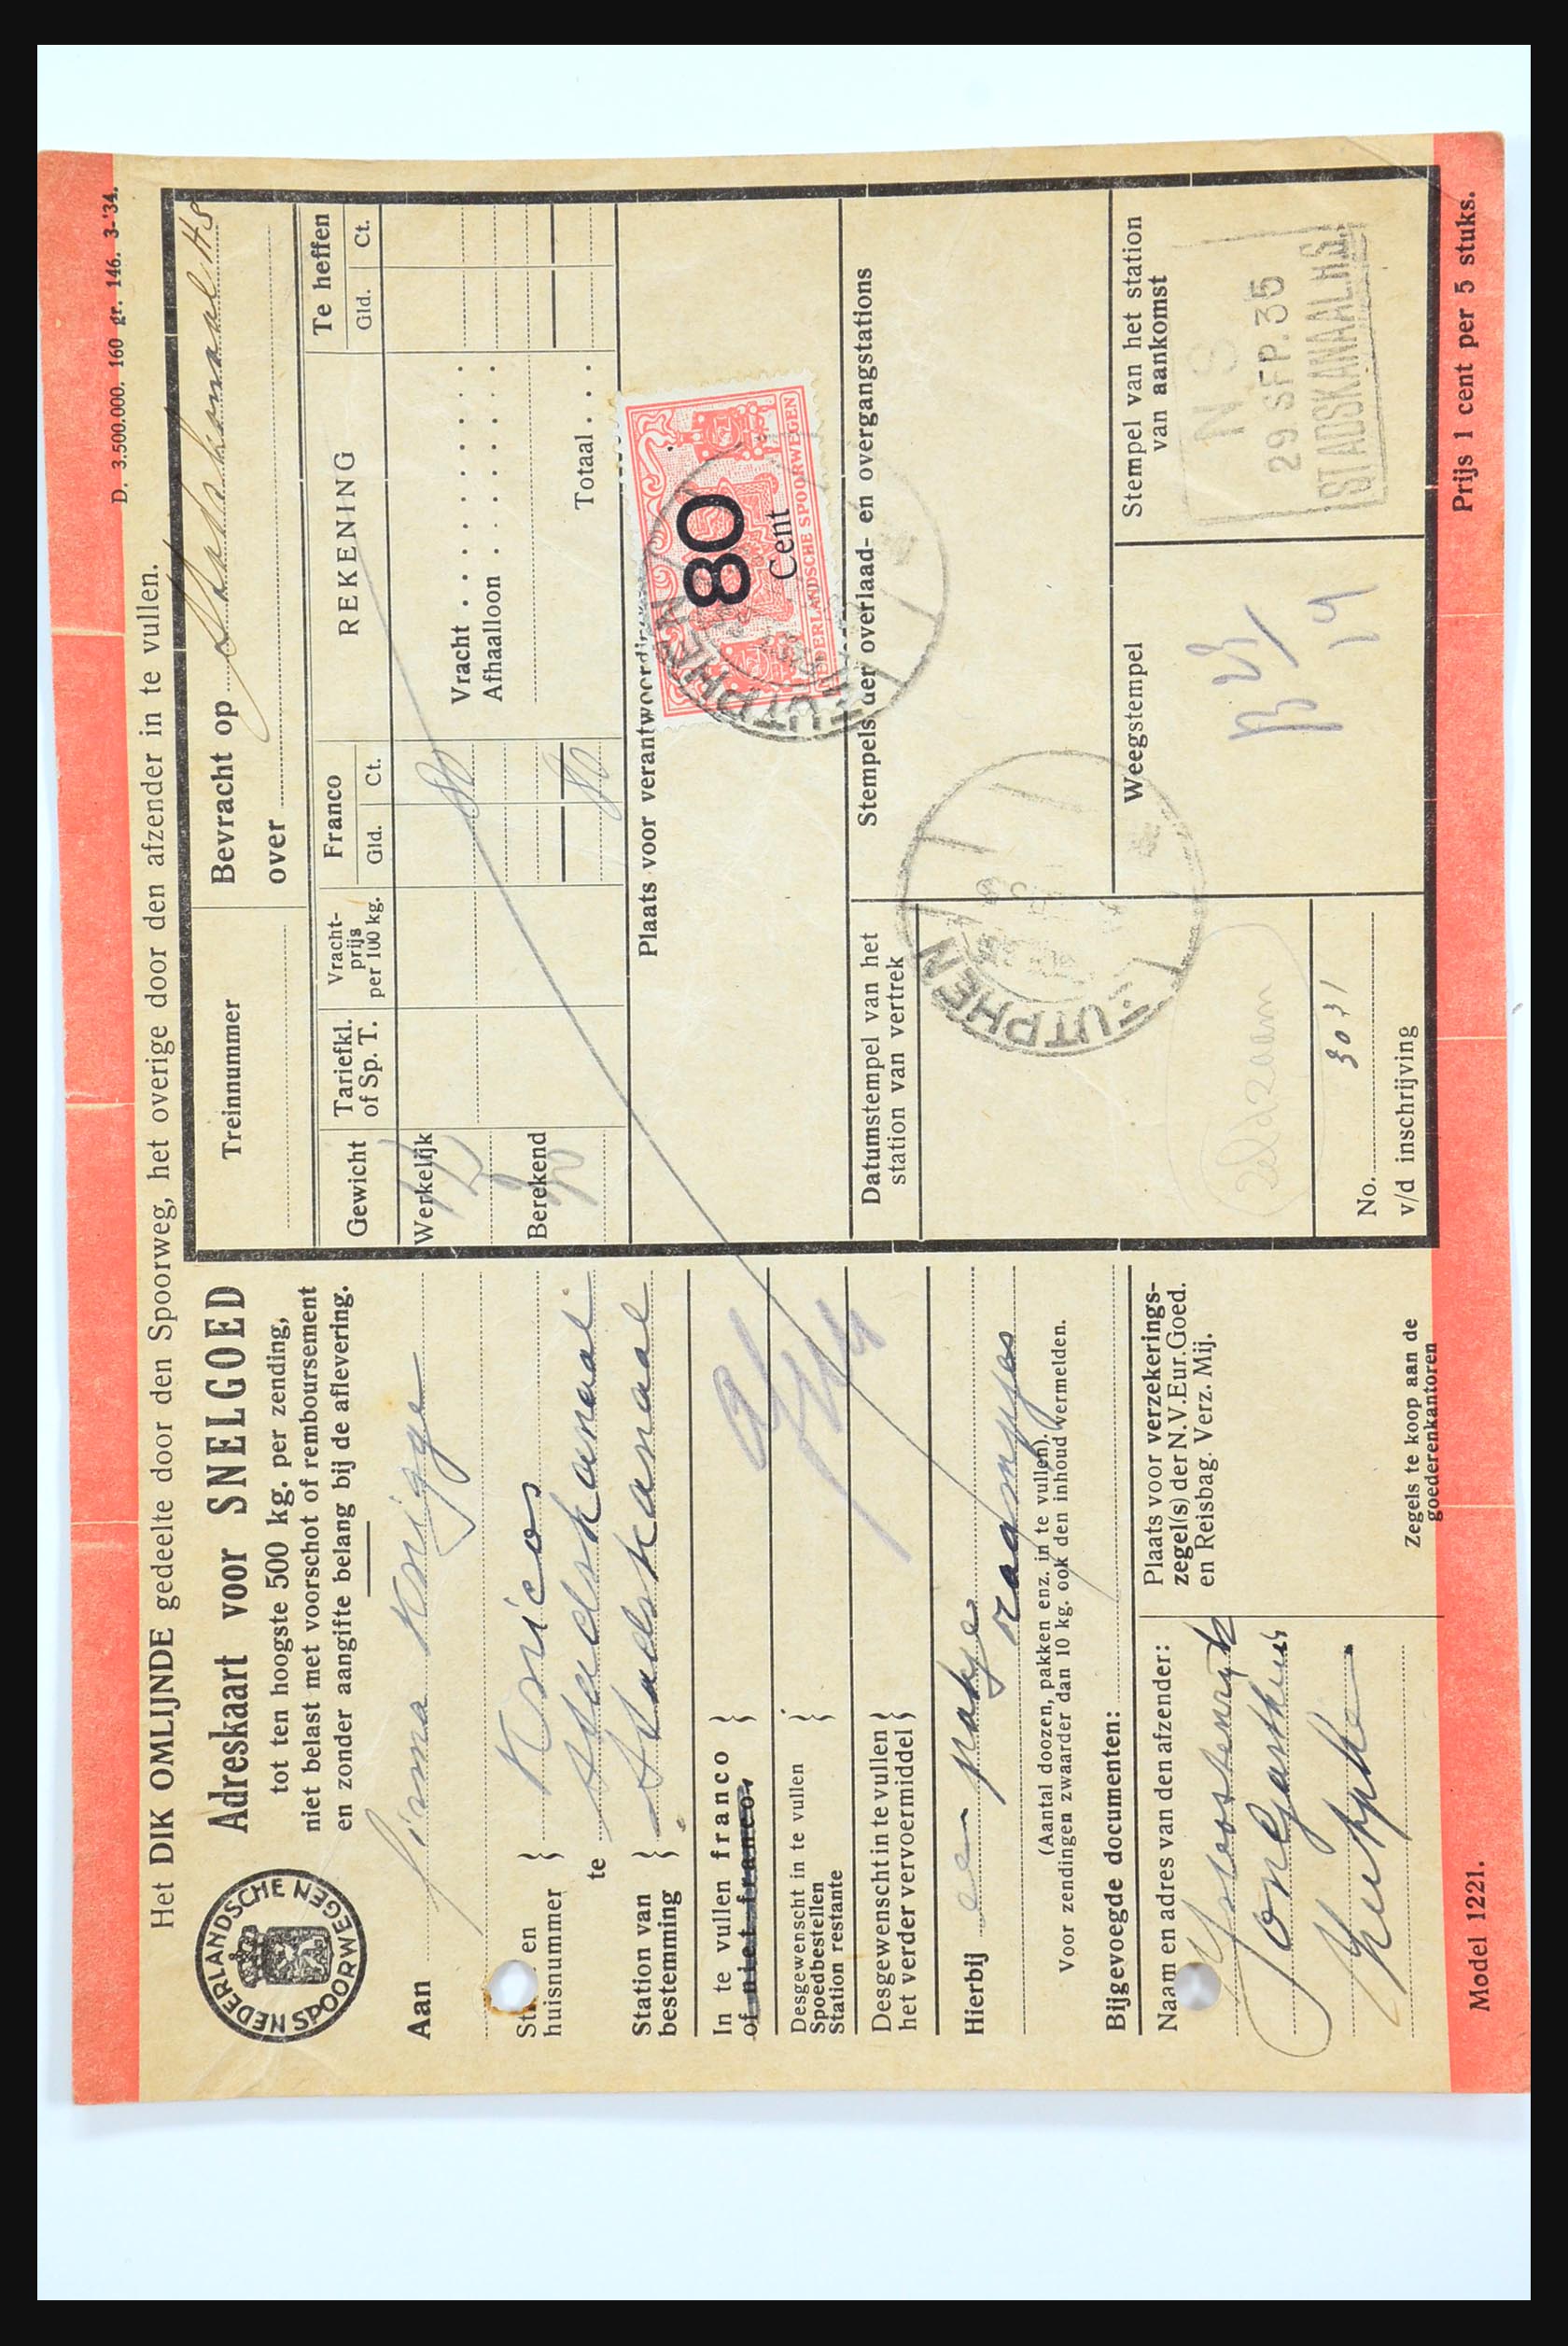 D. 3.500.000. 160 gr. 146. 3-'34.
Het DIK OMLIJNDE gedeelte door den Spoorweg, het overige door den afzender in te vullen.
NEDERLANDSCHE SPOORWEGEN
Adreskaart voor SNELGOED
tot ten hoogste 500 kg. per zending,
niet belast met voorschot of remboursement
en zonder aangifte belang bij de aflevering.
Aan firma Knigge
St en
huisnummer } Knicos
te Stadskanaal
Station van
bestemming } Stadskanaal
In te vullen franco
of niet franco. }
Desgewenscht in te vullen
Spoedbestellen
Station restante }
Desgewenscht in te vullen
het verder vervoermiddel }
Hierbij een pakje
(Aantal doozen, pakken enz. in te vullen).
Voor zendingen zwaarder dan 10 kg. ook den inhoud vermelden.
Bijgevoegde documenten:
Naam en adres van den afzender:
Zutphen
Plaats voor verzekerings-
zegel(s) der N.V. Eur. Goed.
en Reisbag. Verz. Mij.
Zegels te koop aan de
goederenkantoren
Treinnummer
Bevracht op Stadskanaal HS
over
Gewicht
Tariefkl.
of Sp. T.
Vracht-
prijs
per 100 kg.
Franco
Gld. Ct.
REKENING
Te heffen
Gld. Ct.
Werkelijk
80
Vracht
Afhaalloon
Berekend
80
Totaal
Plaats voor
80
Cent
NEDERLANDSCHE SPOORWEGEN
ZUTPHEN
Datumstempel van het
station van vertrek
Stempels der overlaad- en overgangstations
ZUTPHEN
Zeldzaam
No. 3031
v/d inschrijving
Weegstempel
Stempel van het station
van aankomst
N S
29 SEP. 35
STADSKANAAL H.S.
Model 1221.
Prijs 1 cent per 5 stuks.